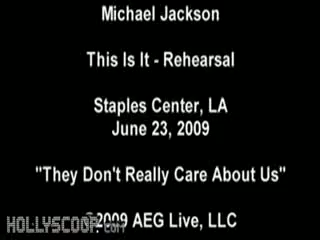 Michael Jackson
This Is It - Rehearsal
Staples Center, LA
June 23, 2009
"They Don't Really Care About Us"
©2009 AEG Live, LLC
HOLLYSCOOP.com